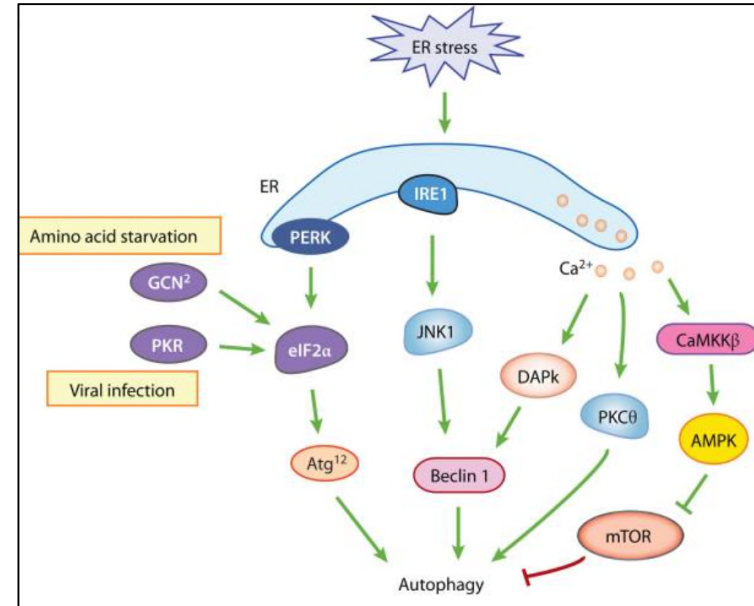 ER stress
ER
IRE1
PERK
Amino acid starvation
GCN²
Ca²⁺
PKR
eIF2α
JNK1
CaMKKβ
Viral infection
DAPk
PKCθ
AMPK
Atg¹²
Beclin 1
mTOR
Autophagy